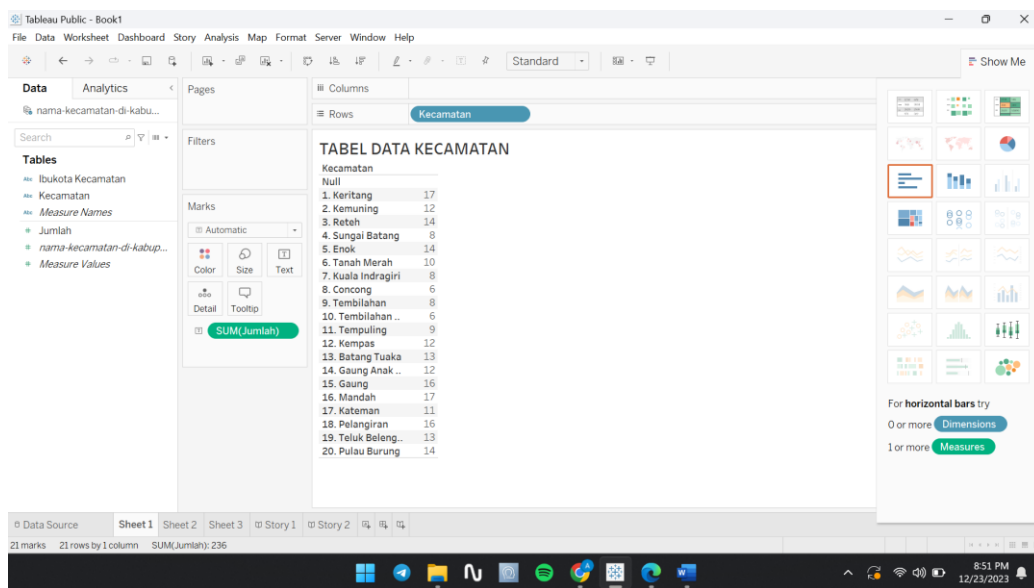 Tableau Public - Book1
File Data Worksheet Dashboard Story Analysis Map Format Server Window Help
Standard
Show Me
Data Analytics
nama-kecamatan-di-kabu...
Search
Tables
Abc Ibukota Kecamatan
Abc Kecamatan
Abc Measure Names
# Jumlah
# nama-kecamatan-di-kabup...
# Measure Values
Pages
Filters
Marks
Automatic
Color Size Text
Detail Tooltip
SUM(Jumlah)
Columns
Rows Kecamatan
TABEL DATA KECAMATAN
Kecamatan
Null
1. Keritang 17
2. Kemuning 12
3. Reteh 14
4. Sungai Batang 8
5. Enok 14
6. Tanah Merah 10
7. Kuala Indragiri 8
8. Concong 6
9. Tembilahan 8
10. Tembilahan .. 6
11. Tempuling 9
12. Kempas 12
13. Batang Tuaka 13
14. Gaung Anak .. 12
15. Gaung 16
16. Mandah 17
17. Kateman 11
18. Pelangiran 16
19. Teluk Beleng.. 13
20. Pulau Burung 14
For horizontal bars try
0 or more Dimensions
1 or more Measures
Data Source Sheet 1 Sheet 2 Sheet 3 Story 1 Story 2
21 marks 21 rows by 1 column SUM(Jumlah): 236
8:51 PM
12/23/2023